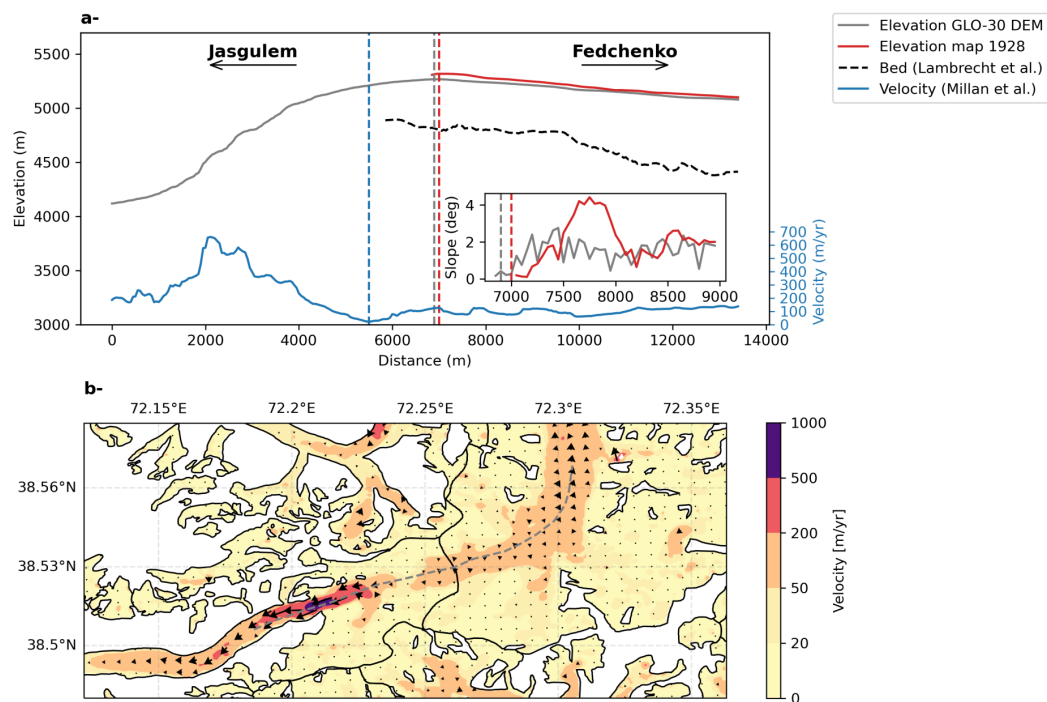 a-
Elevation GLO-30 DEM
Elevation map 1928
Bed (Lambrecht et al.)
Velocity (Millan et al.)
Jasgulem
Fedchenko
5500
5000
4500
4000
3500
3000
Elevation (m)
4
2
0
Slope (deg)
7000 7500 8000 8500 9000
700
600
500
400
300
200
100
0
Velocity (m/yr)
0 2000 4000 6000 8000 10000 12000 14000
Distance (m)
b-
72.15°E 72.2°E 72.25°E 72.3°E 72.35°E
38.56°N
38.53°N
38.5°N
1000
500
200
50
20
0
Velocity [m/yr]